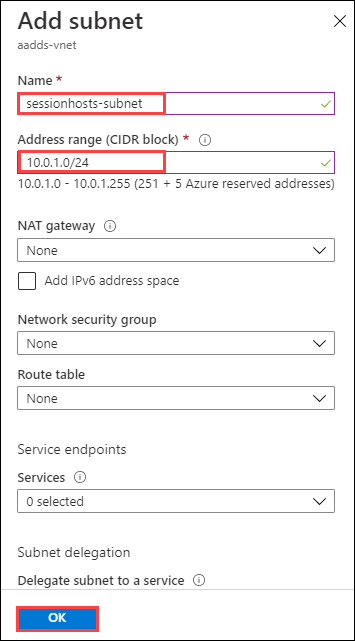 Add subnet
aadds-vnet
Name *
sessionhosts-subnet
Address range (CIDR block) *
10.0.1.0/24
10.0.1.0 - 10.0.1.255 (251 + 5 Azure reserved addresses)
NAT gateway
None
Add IPv6 address space
Network security group
None
Route table
None
Service endpoints
Services
0 selected
Subnet delegation
Delegate subnet to a service
OK